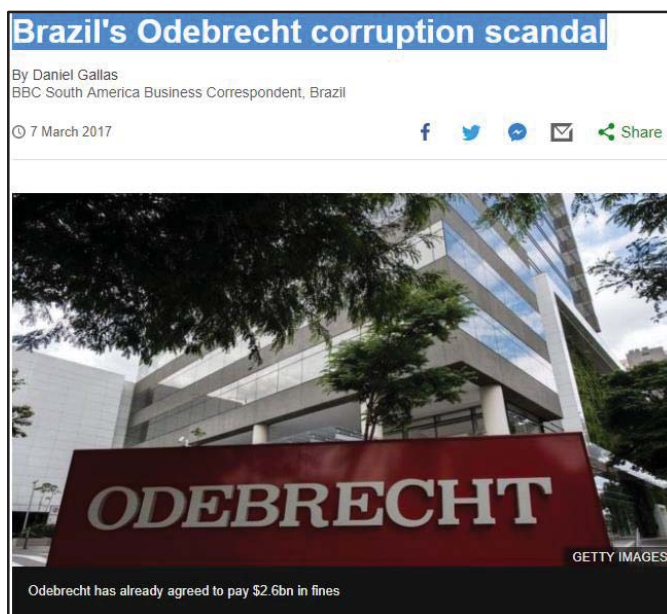 Brazil's Odebrecht corruption scandal
By Daniel Gallas
BBC South America Business Correspondent, Brazil
7 March 2017
Share
ODEBRECHT
GETTY IMAGES
Odebrecht has already agreed to pay $2.6bn in fines